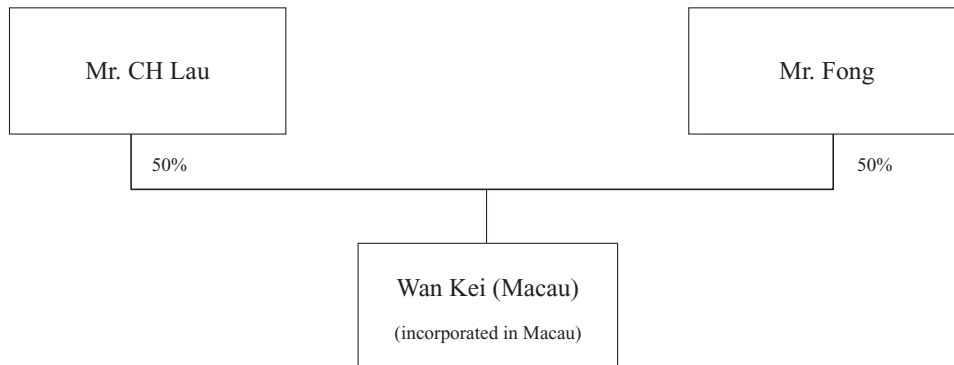 Mr. CH Lau
Mr. Fong
50%
50%
Wan Kei (Macau)
(incorporated in Macau)